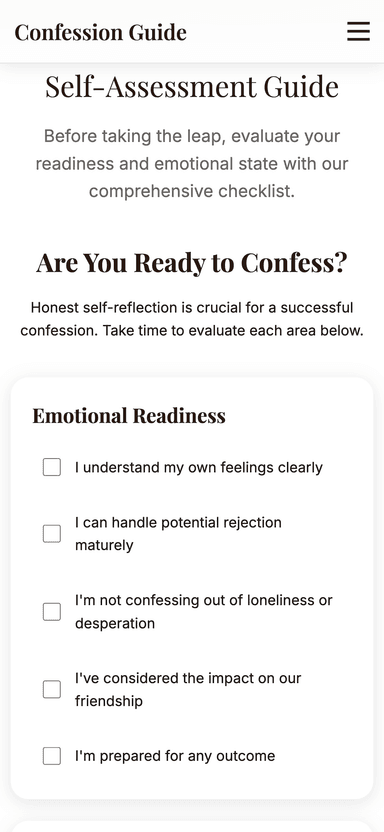 Confession Guide
Self-Assessment Guide
Before taking the leap, evaluate your
readiness and emotional state with our
comprehensive checklist.
Are You Ready to Confess?
Honest self-reflection is crucial for a successful
confession. Take time to evaluate each area below.
Emotional Readiness
I understand my own feelings clearly
I can handle potential rejection
maturely
I'm not confessing out of loneliness or
desperation
I've considered the impact on our
friendship
I'm prepared for any outcome